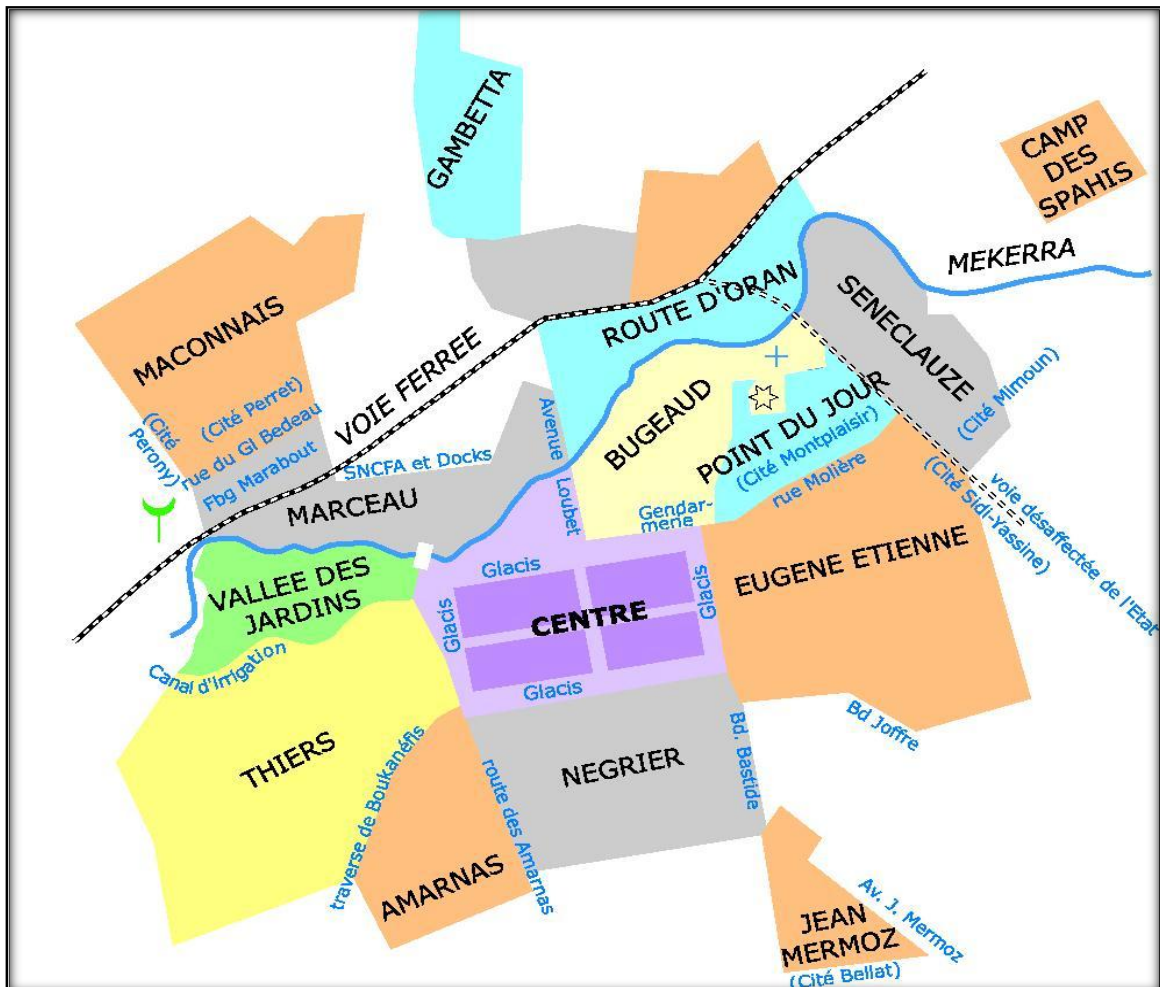 GAMBETTA
CAMP
DES
SPAHIS
MEKERRA
MACONNAIS
ROUTE D'ORAN
SENECLAUZE
(Cité Mimoun)
VOIE FERREE
(Cité
perony)
(Cité Perret)
rue du Gl Bedeau
Fbg Marabout
SNCFA et Docks
MARCEAU
Avenue
Loubet
BUGEAUD
POINT DU JOUR
(Cité Montplaisir)
rue Molière
Gendar-
merie
(Cité Sidi-Yassine)
voie désaffectée de l'Etat
VALLEE DES
JARDINS
Canal d'Irrigation
Glacis
Glacis
Glacis
Glacis
CENTRE
EUGENE ETIENNE
Bd Joffre
THIERS
traverse de Boukanéfis
AMARNAS
route des Amarnas
NEGRIER
Bd. Bastide
JEAN
MERMOZ
(Cité Bellat)
Av. J. Mermoz